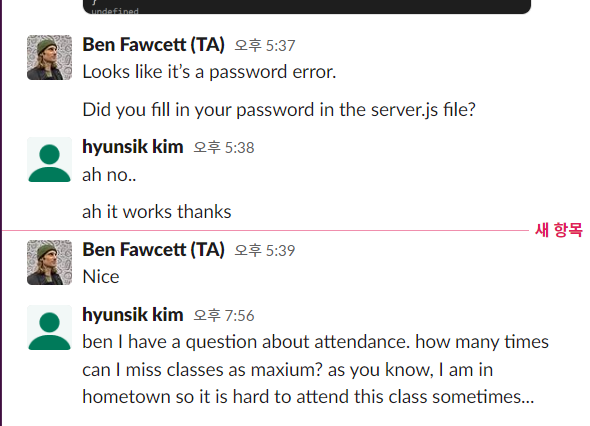 }
undefined
Ben Fawcett (TA) 오후 5:37
Looks like it's a password error.
Did you fill in your password in the server.js file?
hyunsik kim 오후 5:38
ah no..
ah it works thanks
새 항목
Ben Fawcett (TA) 오후 5:39
Nice
hyunsik kim 오후 7:56
ben I have a question about attendance. how many times
can I miss classes as maxium? as you know, I am in
hometown so it is hard to attend this class sometimes...